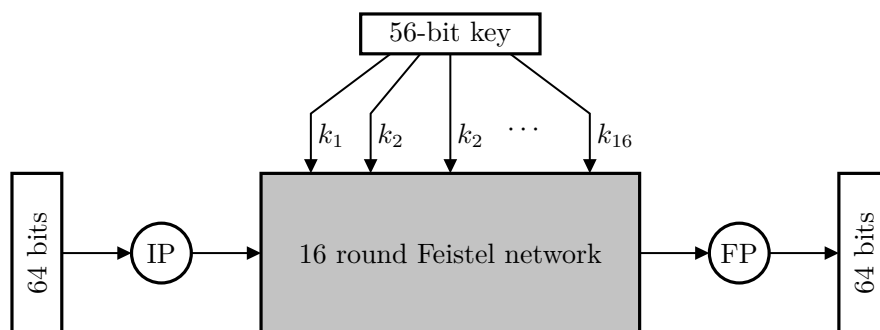 56-bit key
k₁ k₂ k₂ ⋯ k₁₆
64 bits
IP
16 round Feistel network
FP
64 bits